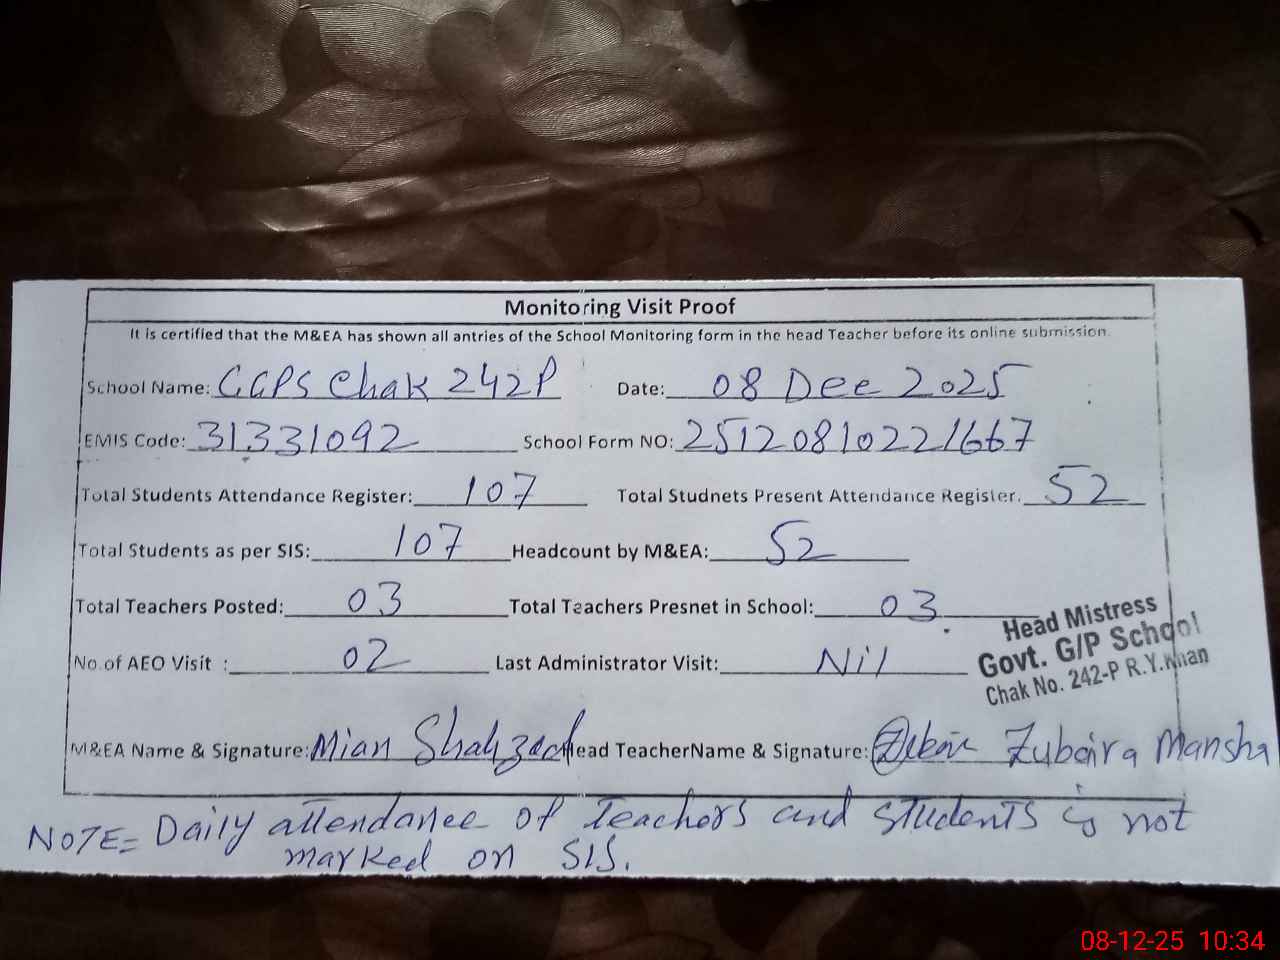 Monitoring Visit Proof
It is certified that the M&EA has shown all antries of the School Monitoring form in the head Teacher before its online submission.
School Name: GGPS Chak 242P Date: 08 Dec 2025
EMIS Code: 31331092 School Form NO: 25120810221667
Total Students Attendance Register: 107 Total Studnets Present Attendance Register. 52
Total Students as per SIS: 107 Headcount by M&EA: 52
Total Teachers Posted: 03 Total Teachers Presnet in School: 03
No.of AEO Visit : 02 Last Administrator Visit: Nil
Head Mistress
Govt. G/P School
Chak No. 242-P R.Y.Khan
M&EA Name & Signature: Mian Shahzad Head TeacherName & Signature: Zubaira Mansha
NOTE= Daily attendance of Teachers and students is not
marked on SIS.
08-12-25 10:34